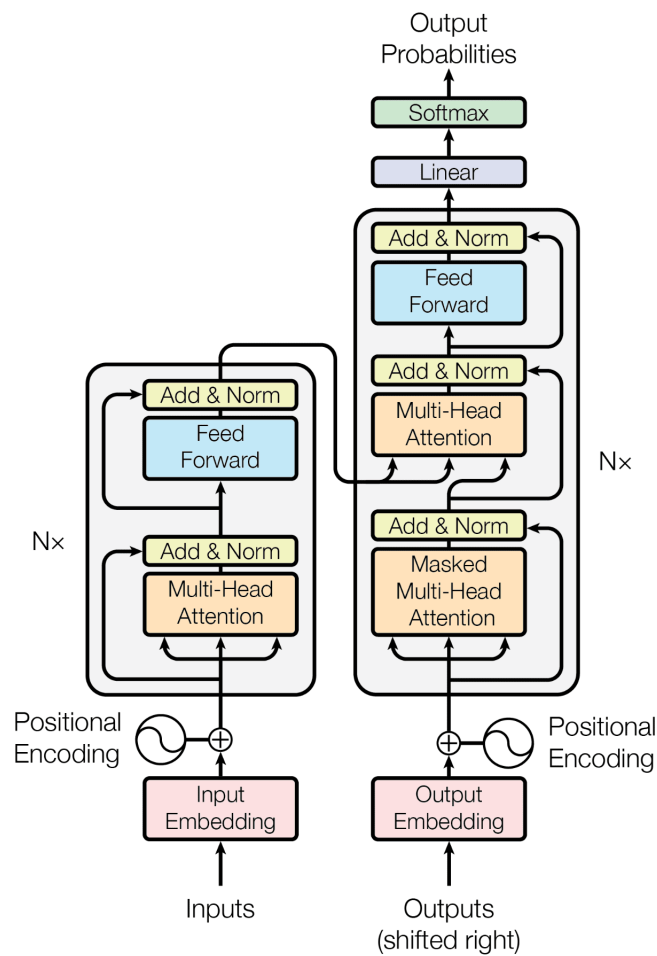 Output
Probabilities
Softmax
Linear
Add & Norm
Feed
Forward
Add & Norm
Multi-Head
Attention
Add & Norm
Masked
Multi-Head
Attention
N×
Add & Norm
Feed
Forward
Add & Norm
Multi-Head
Attention
N×
Positional
Encoding
Positional
Encoding
Input
Embedding
Output
Embedding
Inputs
Outputs
(shifted right)